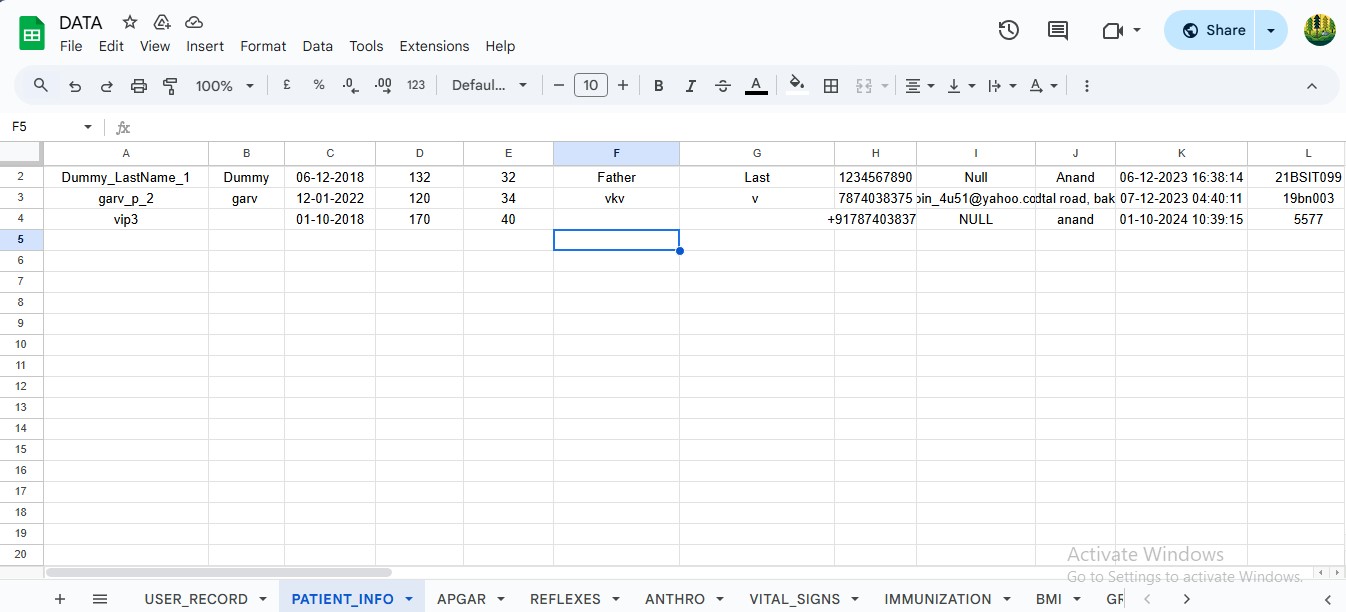 DATA
File Edit View Insert Format Data Tools Extensions Help
Share
100% £ % .0 .00 123 Defaul... 10 B I A
F5 fx
A B C D E F G H I J K L
2 Dummy_LastName_1 Dummy 06-12-2018 132 32 Father Last 1234567890 Null Anand 06-12-2023 16:38:14 21BSIT099
3 garv_p_2 garv 12-01-2022 120 34 vkv v 7874038375 pin_4u51@yahoo.co dtal road, bak 07-12-2023 04:40:11 19bn003
4 vip3 01-10-2018 170 40 +91787403837 NULL anand 01-10-2024 10:39:15 5577
5
6
7
8
9
10
11
12
13
14
15
16
17
18
19
20
Activate Windows
Go to Settings to activate Windows.
USER_RECORD PATIENT_INFO APGAR REFLEXES ANTHRO VITAL_SIGNS IMMUNIZATION BMI